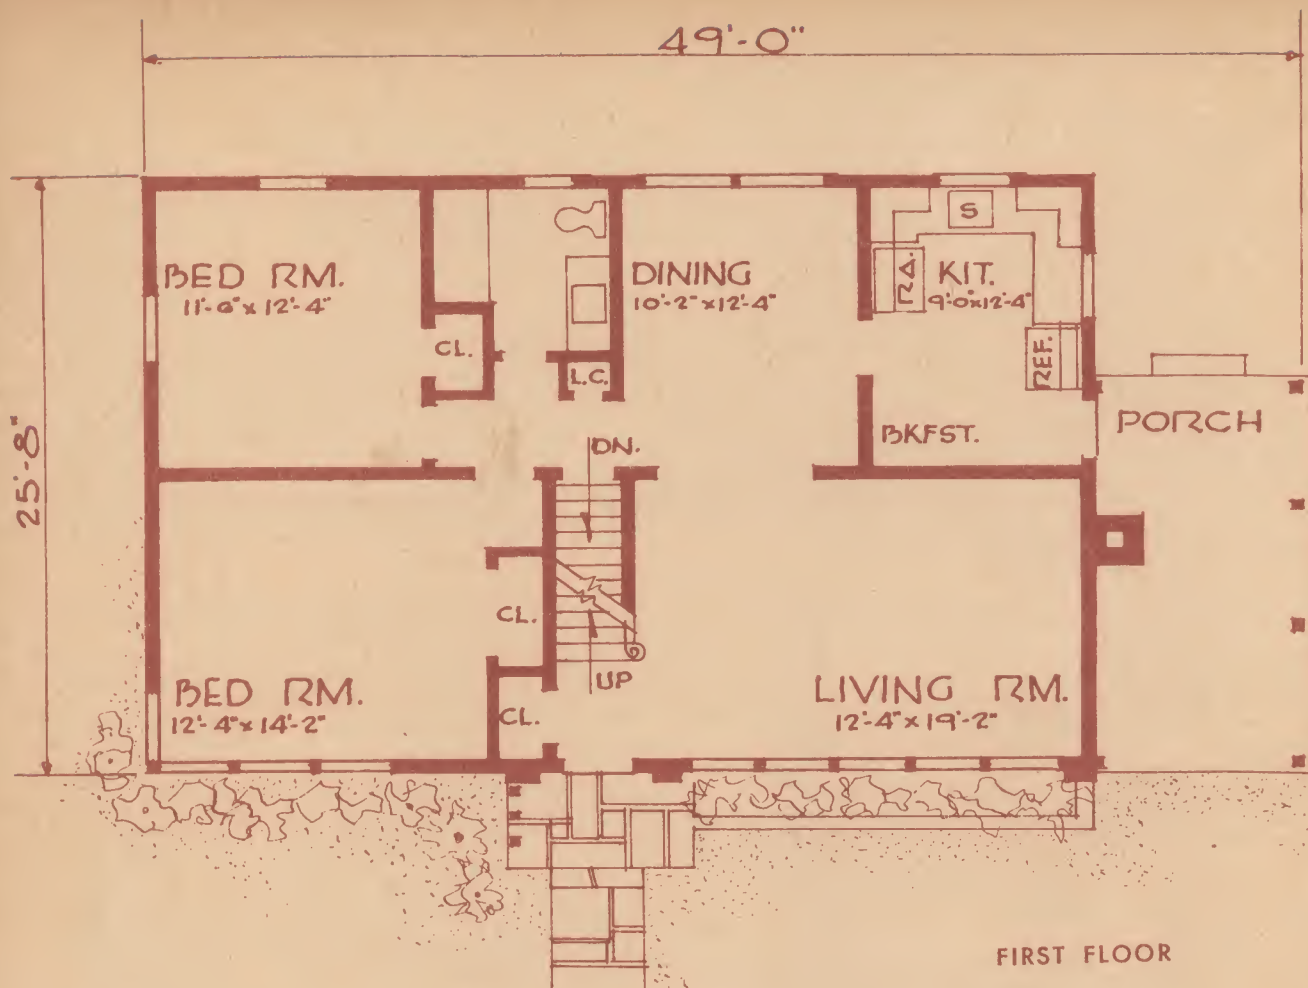 49'-0"
25'-8"
BED RM.
11'-6" x 12'-4"
CL.
L.C.
DINING
10'-2" x 12'-4"
S
RA.
KIT.
9'-0" x 12'-4"
REF.
BKFST.
PORCH
DN.
CL.
UP
BED RM.
12'-4" x 14'-2"
CL.
LIVING RM.
12'-4" x 19'-2"
FIRST FLOOR